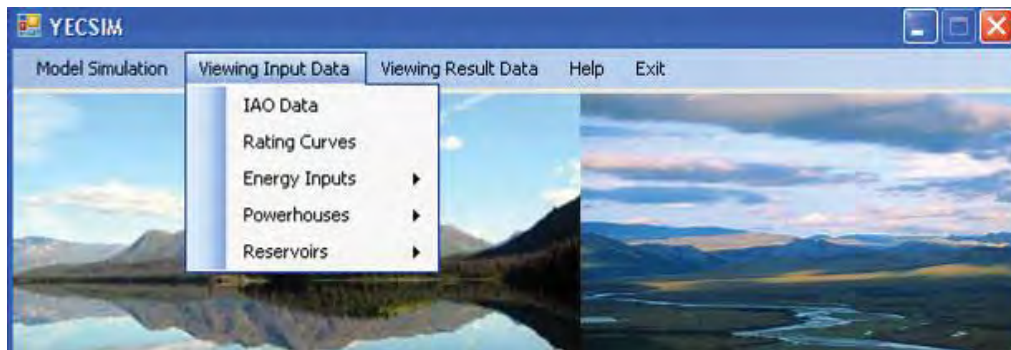 YECSIM
Model Simulation Viewing Input Data Viewing Result Data Help Exit
IAO Data
Rating Curves
Energy Inputs
Powerhouses
Reservoirs